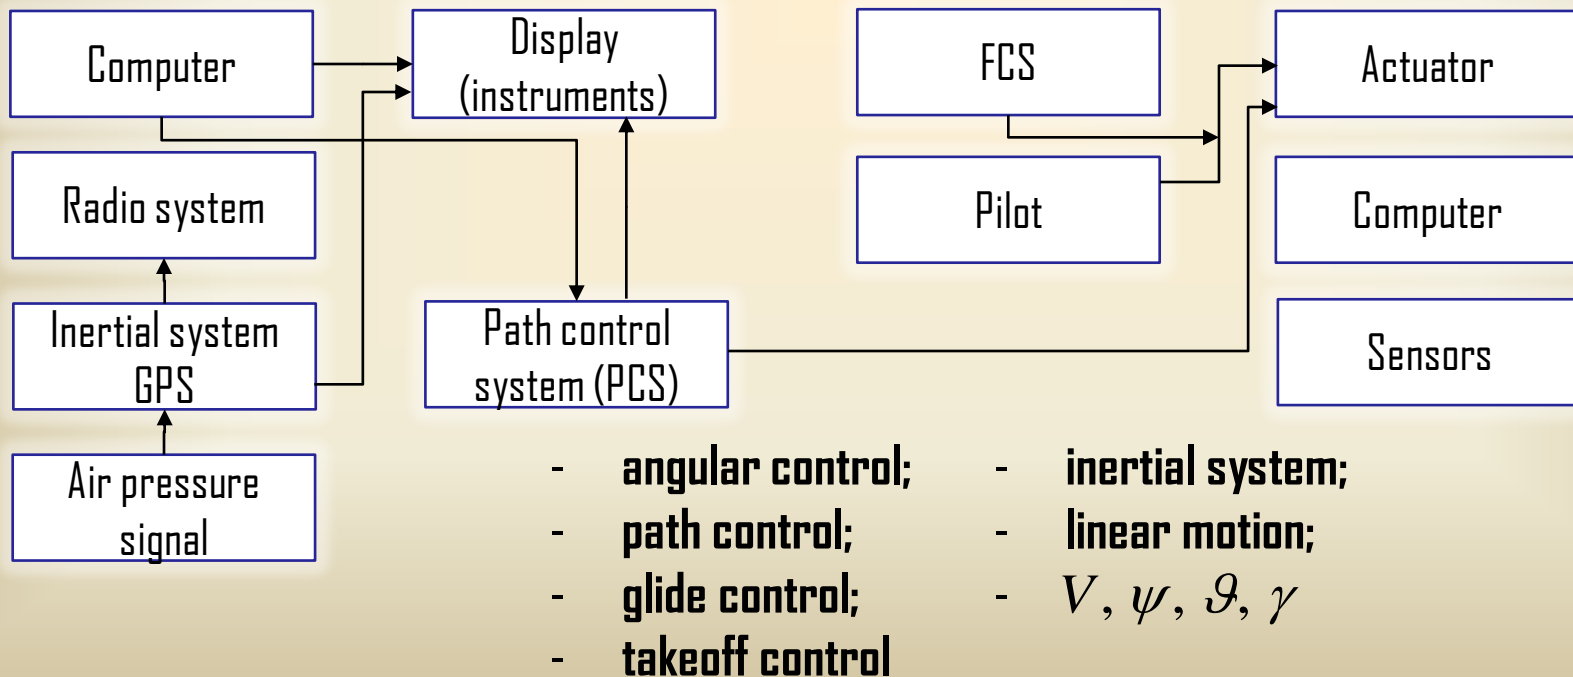 Computer
Display
(instruments)
FCS
Actuator
Radio system
Pilot
Computer
Inertial system
GPS
Path control
system (PCS)
Sensors
Air pressure
signal
- angular control;
- path control;
- glide control;
- takeoff control
- inertial system;
- linear motion;
- V, ψ, ϑ, γ